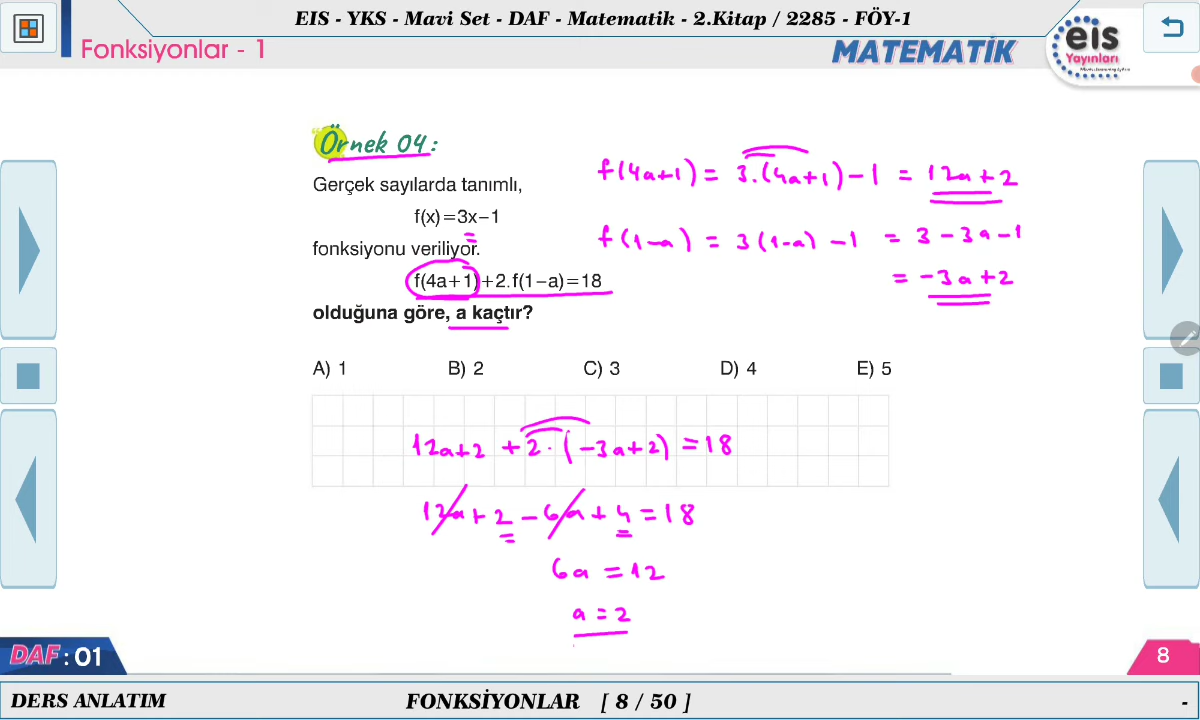 EIS - YKS - Mavi Set - DAF - Matematik - 2.Kitap / 2285 - FÖY-1
Fonksiyonlar - 1
MATEMATİK
eis
Yayınları
Örnek 04:
Gerçek sayılarda tanımlı,
f(x)=3x−1
fonksiyonu veriliyor.
f(4a+1)+2.f(1−a)=18
olduğuna göre, a kaçtır?
f(4a+1) = 3.(4a+1)-1 = 12a+2
f(1-a) = 3(1-a) -1 = 3-3a-1
= -3a+2
A) 1 B) 2 C) 3 D) 4 E) 5
12a+2 +2.(-3a+2) =18
12a+2-6a+4=18
6a =12
a =2
DAF : 01
8
DERS ANLATIM FONKSİYONLAR [ 8 / 50 ] -